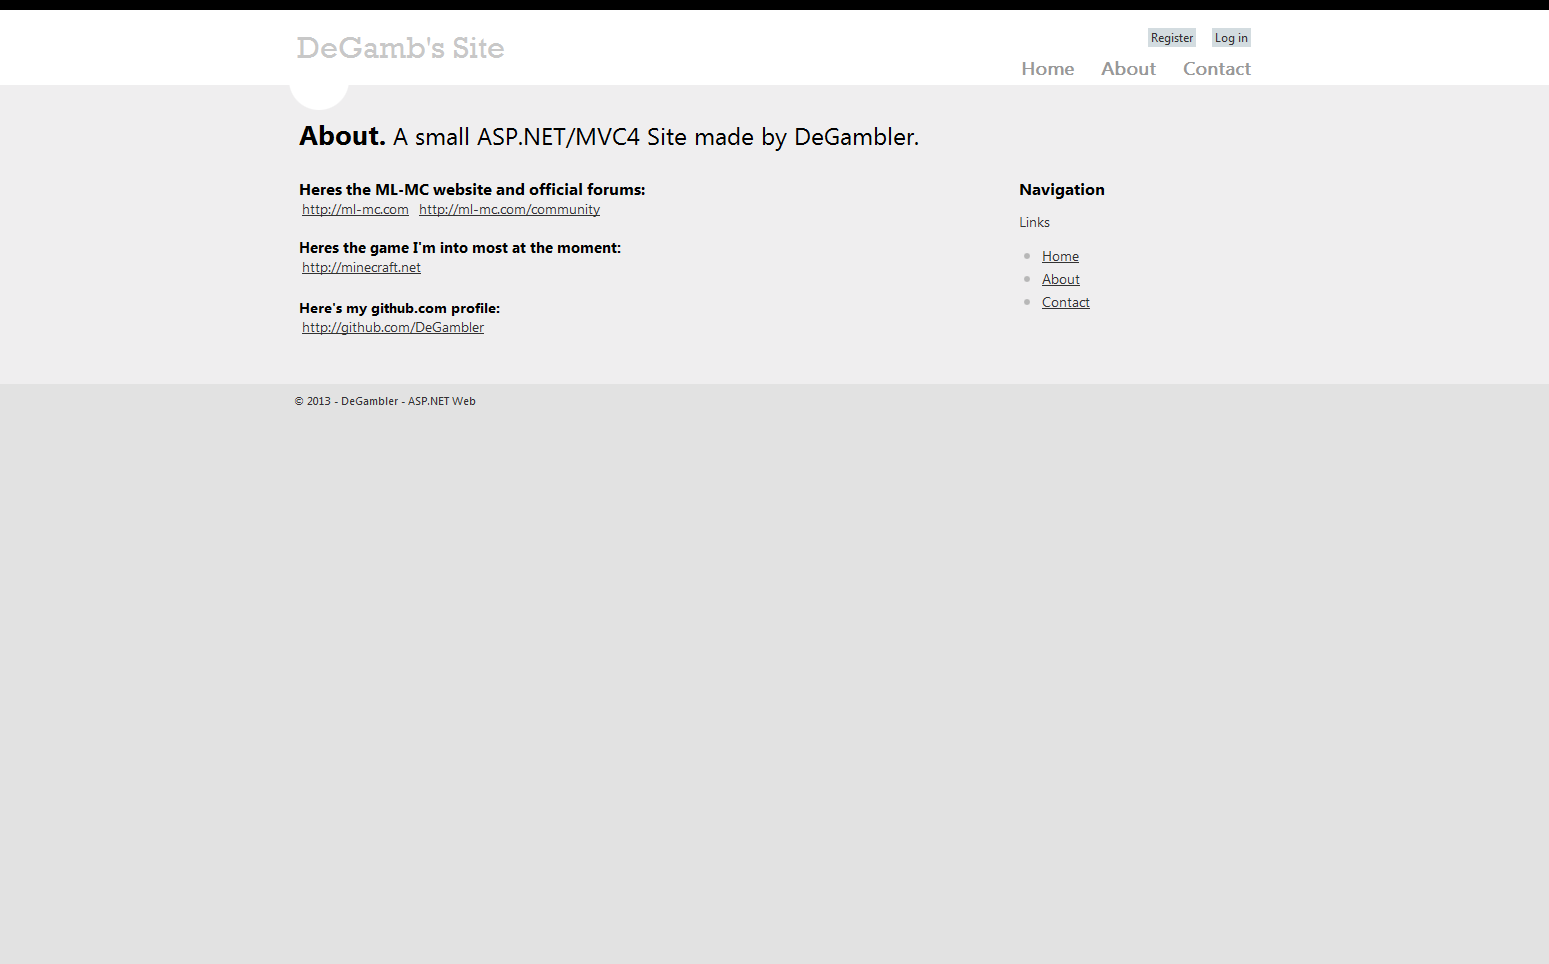 DeGamb's Site
Register Log in
Home About Contact
About. A small ASP.NET/MVC4 Site made by DeGambler.
Heres the ML-MC website and official forums:
http://ml-mc.com http://ml-mc.com/community
Heres the game I'm into most at the moment:
http://minecraft.net
Here's my github.com profile:
http://github.com/DeGambler
Navigation
Links
Home
About
Contact
© 2013 - DeGambler - ASP.NET Web